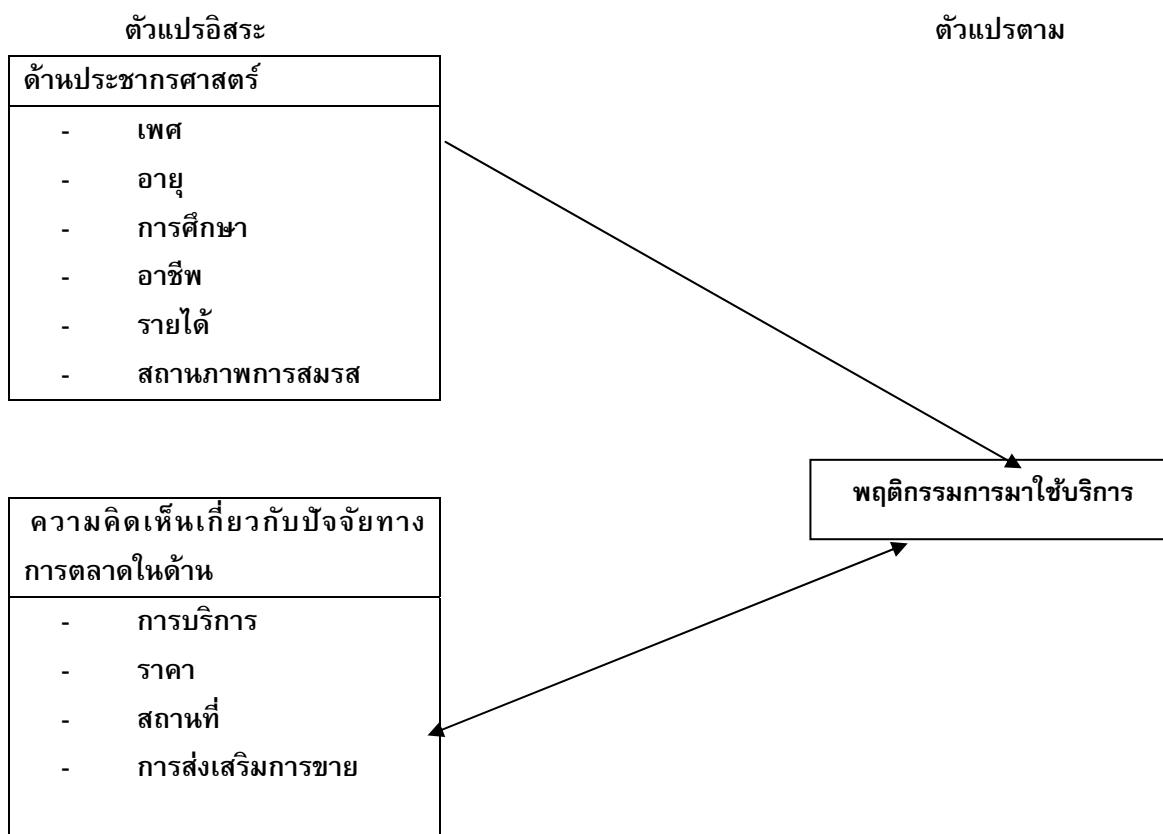 ตัวแปรอิสระ
ตัวแปรตาม
ด้านประชากรศาสตร์
- เพศ
- อายุ
- การศึกษา
- อาชีพ
- รายได้
- สถานภาพการสมรส
พฤติกรรมการมาใช้บริการ
ความคิดเห็นเกี่ยวกับปัจจัยทาง
การตลาดในด้าน
- การบริการ
- ราคา
- สถานที่
- การส่งเสริมการขาย